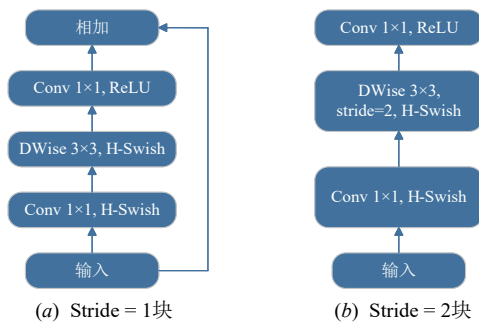 相加
Conv 1×1, ReLU
DWise 3×3, H-Swish
Conv 1×1, H-Swish
输入
(a) Stride = 1块
Conv 1×1, ReLU
DWise 3×3,
stride=2, H-Swish
Conv 1×1, H-Swish
输入
(b) Stride = 2块